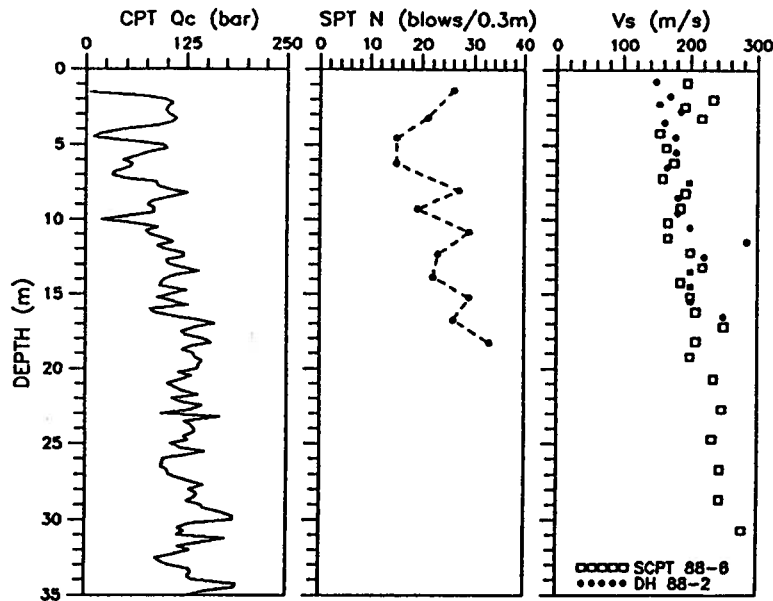 CPT Qc (bar)
0 125 250
SPT N (blows/0.3m)
0 10 20 30 40
Vs (m/s)
0 100 200 300
DEPTH (m)
0
5
10
15
20
25
30
35
SCPT 88-6
DH 88-2